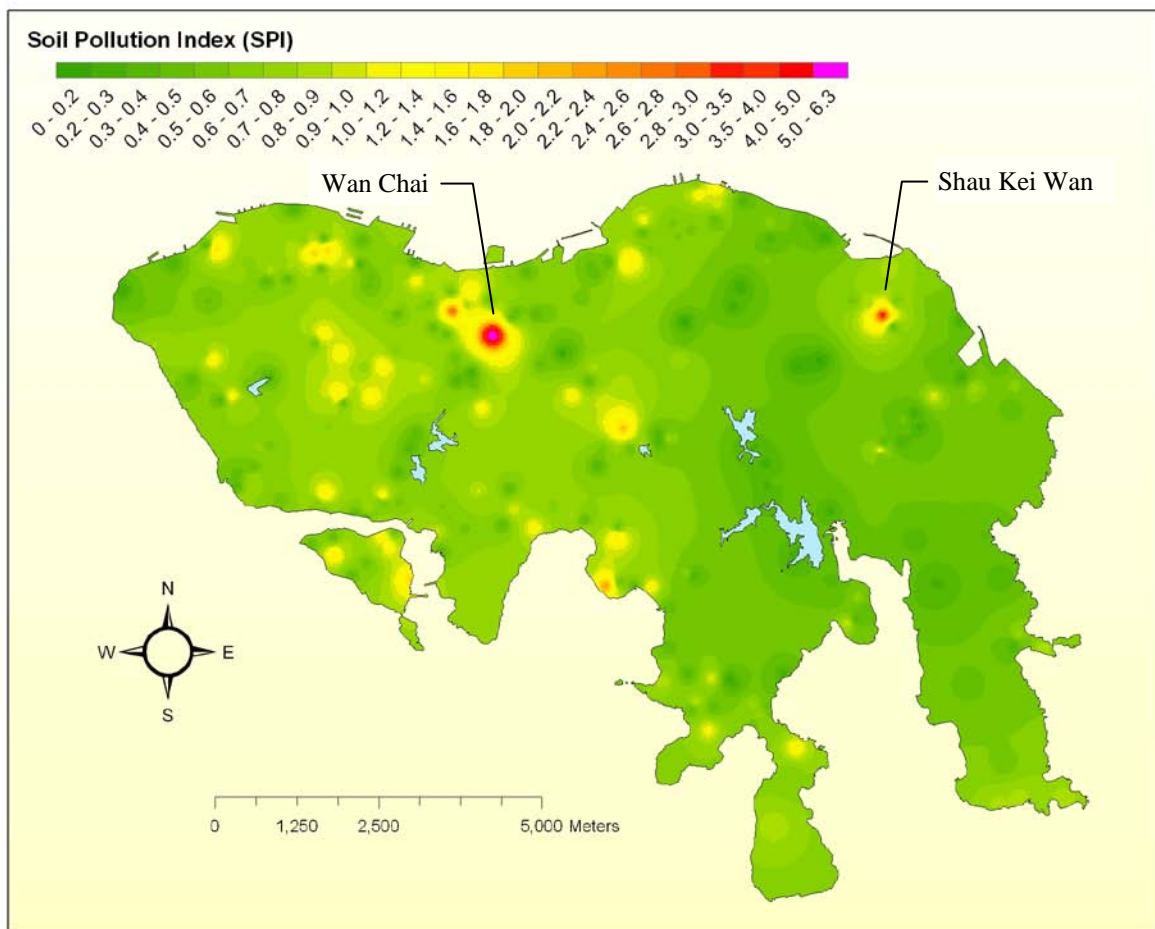 Soil Pollution Index (SPI)
0 - 0.2
0.2 - 0.3
0.3 - 0.4
0.4 - 0.5
0.5 - 0.6
0.6 - 0.7
0.7 - 0.8
0.8 - 0.9
0.9 - 1.0
1.0 - 1.2
1.2 - 1.4
1.4 - 1.6
1.6 - 1.8
1.8 - 2.0
2.0 - 2.2
2.2 - 2.4
2.4 - 2.6
2.6 - 2.8
2.8 - 3.0
3.0 - 3.5
3.5 - 4.0
4.0 - 5.0
5.0 - 6.3
Wan Chai
Shau Kei Wan
N
W E
S
0 1,250 2,500 5,000 Meters